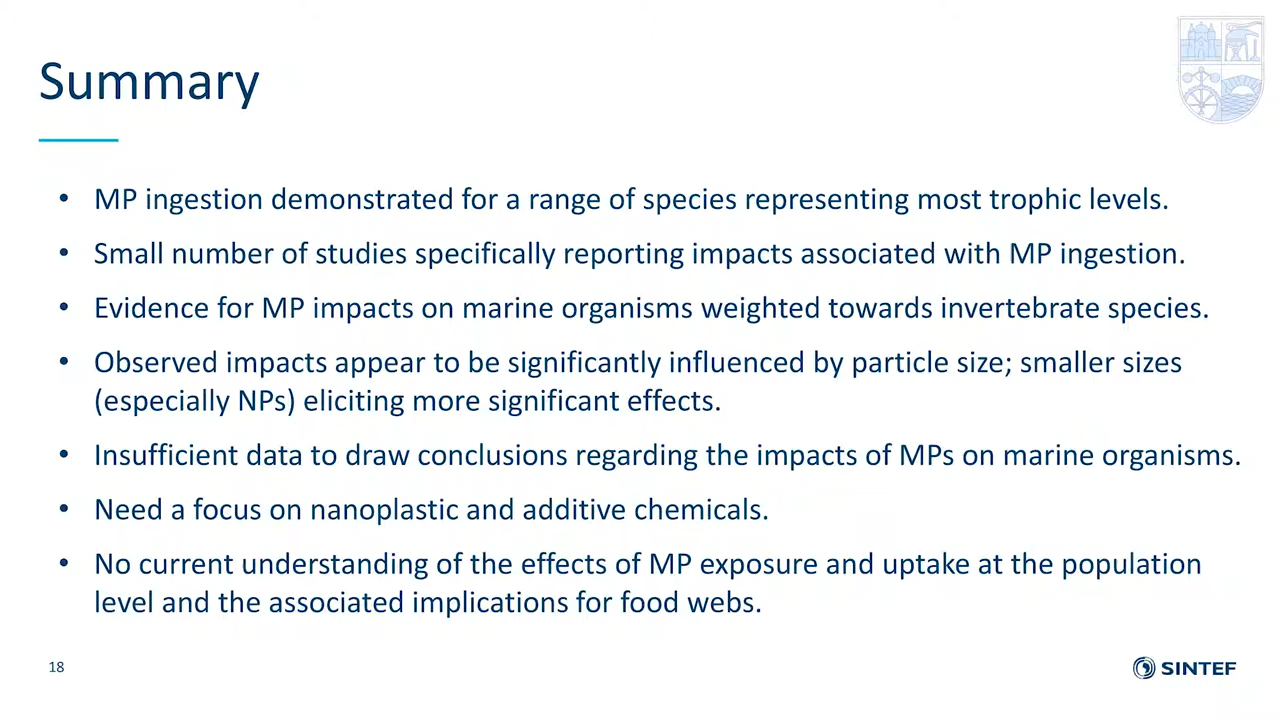 Summary
• MP ingestion demonstrated for a range of species representing most trophic levels.
• Small number of studies specifically reporting impacts associated with MP ingestion.
• Evidence for MP impacts on marine organisms weighted towards invertebrate species.
• Observed impacts appear to be significantly influenced by particle size; smaller sizes
(especially NPs) eliciting more significant effects.
• Insufficient data to draw conclusions regarding the impacts of MPs on marine organisms.
• Need a focus on nanoplastic and additive chemicals.
• No current understanding of the effects of MP exposure and uptake at the population
level and the associated implications for food webs.
18
SINTEF